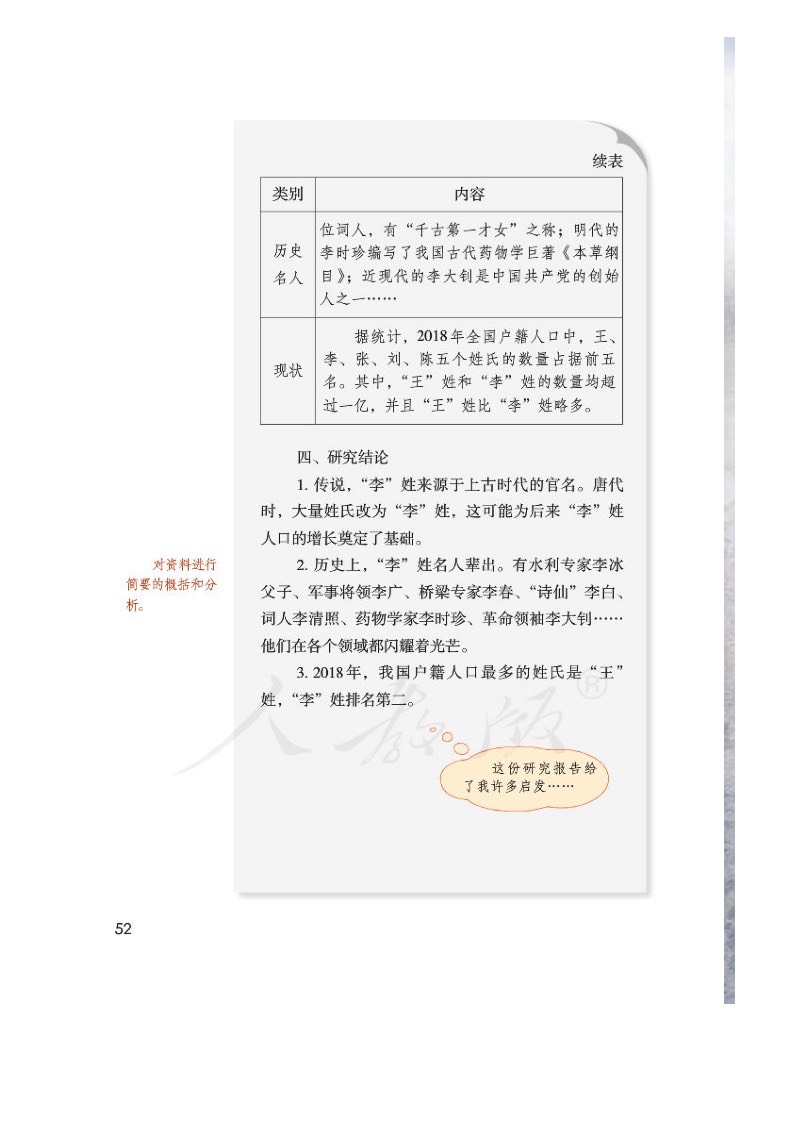 续表
类别 内容
历史
名人
位词人，有“千古第一才女”之称；明代的
李时珍编写了我国古代药物学巨著《本草纲
目》；近现代的李大钊是中国共产党的创始
人之一……
现状
据统计，2018年全国户籍人口中，王、
李、张、刘、陈五个姓氏的数量占据前五
名。其中，“王”姓和“李”姓的数量均超
过一亿，并且“王”姓比“李”姓略多。
四、研究结论
1. 传说，“李”姓来源于上古时代的官名。唐代
时，大量姓氏改为“李”姓，这可能为后来“李”姓
人口的增长奠定了基础。
2. 历史上，“李”姓名人辈出。有水利专家李冰
父子、军事将领李广、桥梁专家李春、“诗仙”李白、
词人李清照、药物学家李时珍、革命领袖李大钊……
他们在各个领域都闪耀着光芒。
3. 2018年，我国户籍人口最多的姓氏是“王”
姓，“李”姓排名第二。
对资料进行
简要的概括和分
析。
人教版®
这份研究报告给
了我许多启发……
52